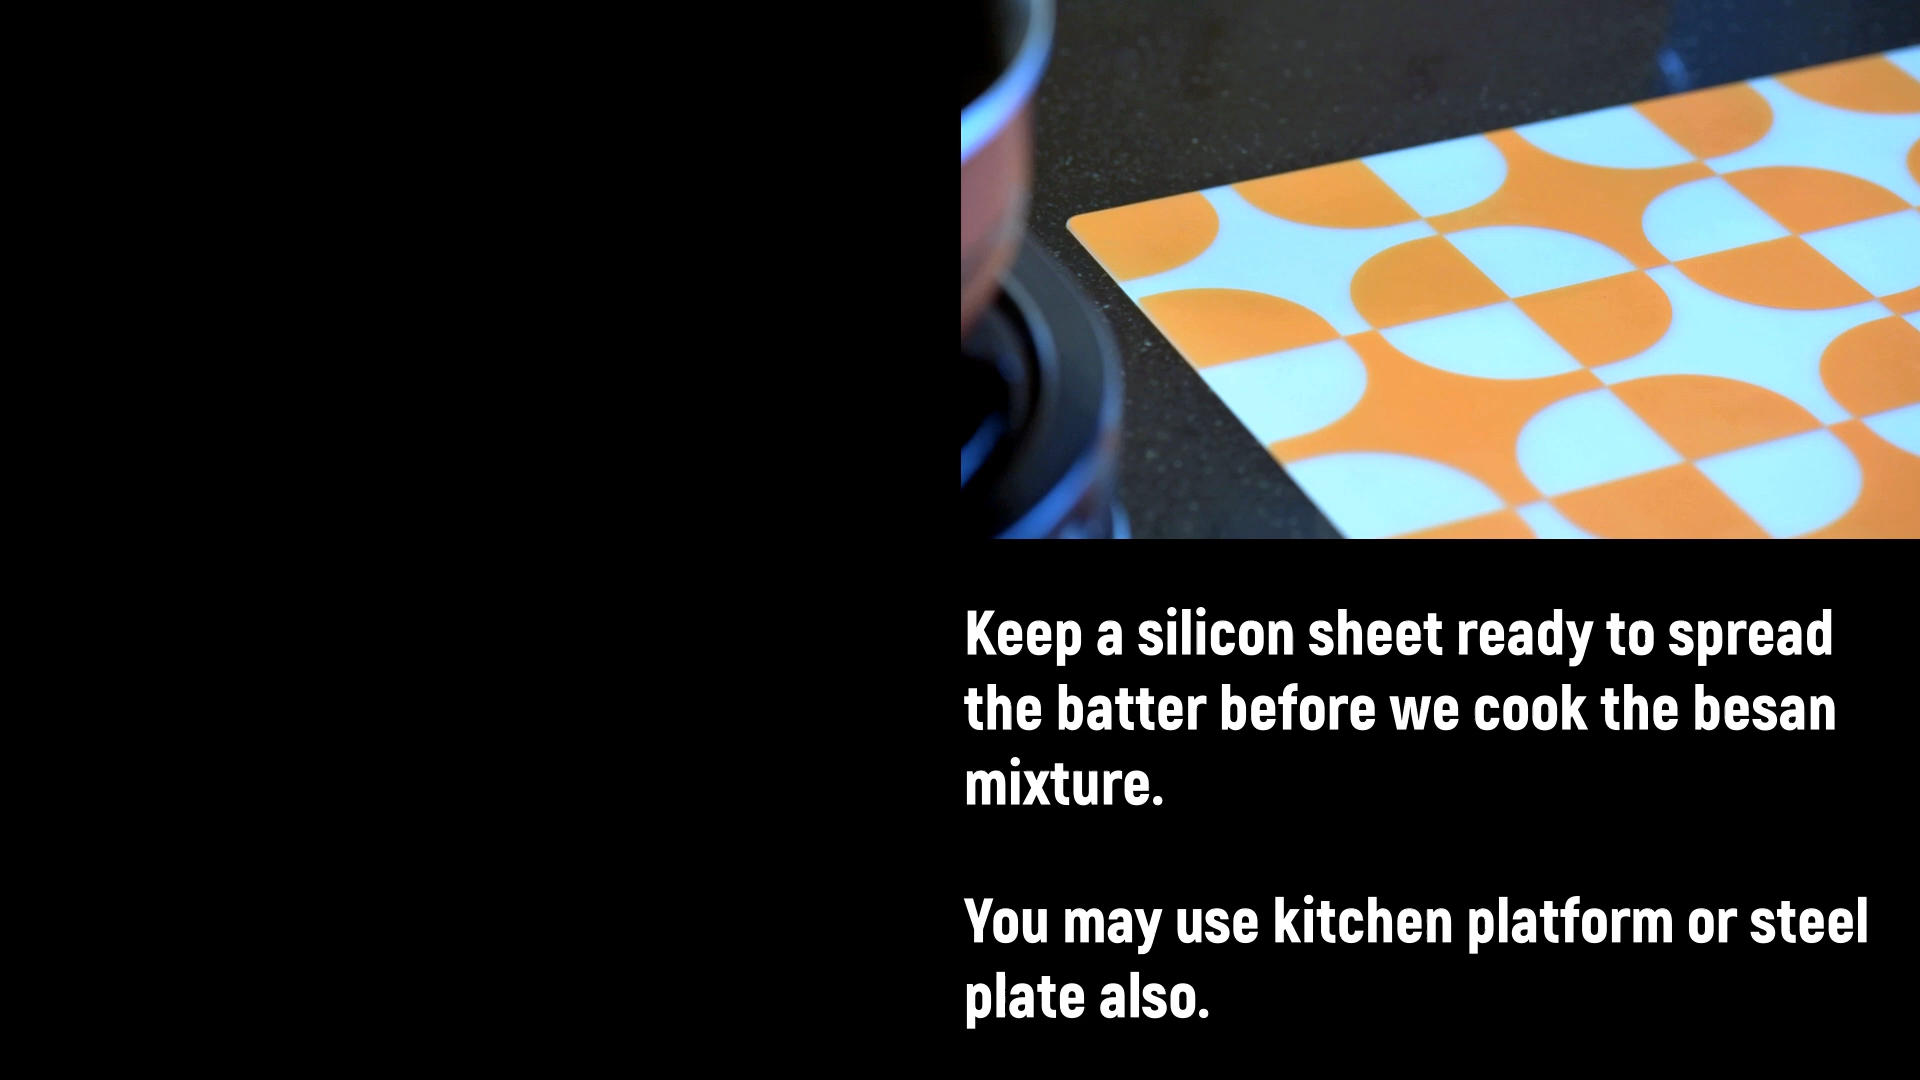 Keep a silicon sheet ready to spread
the batter before we cook the besan
mixture.
You may use kitchen platform or steel
plate also.